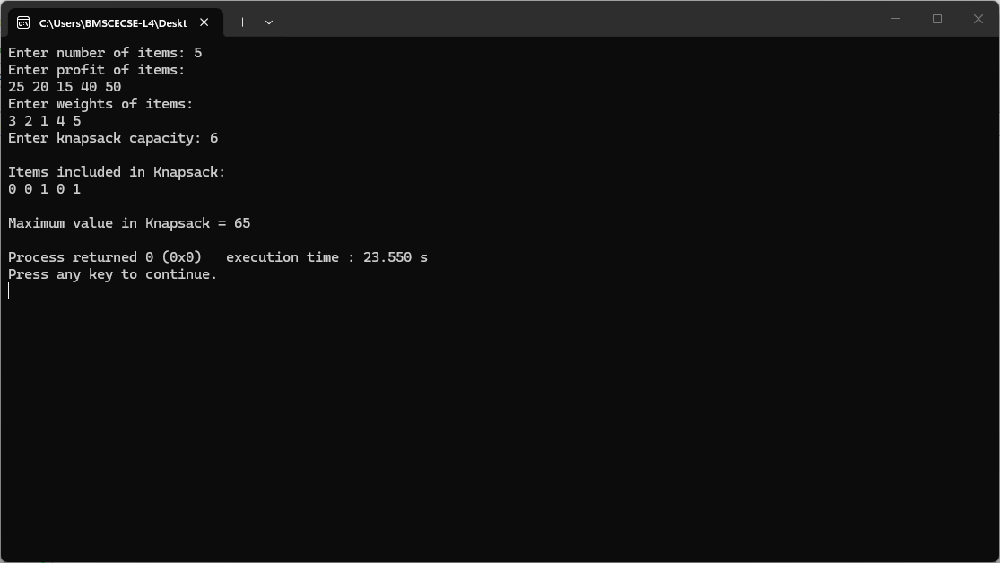 C:\Users\BMSCECSE-L4\Deskt
Enter number of items: 5
Enter profit of items:
25 20 15 40 50
Enter weights of items:
3 2 1 4 5
Enter knapsack capacity: 6
Items included in Knapsack:
0 0 1 0 1
Maximum value in Knapsack = 65
Process returned 0 (0x0)   execution time : 23.550 s
Press any key to continue.